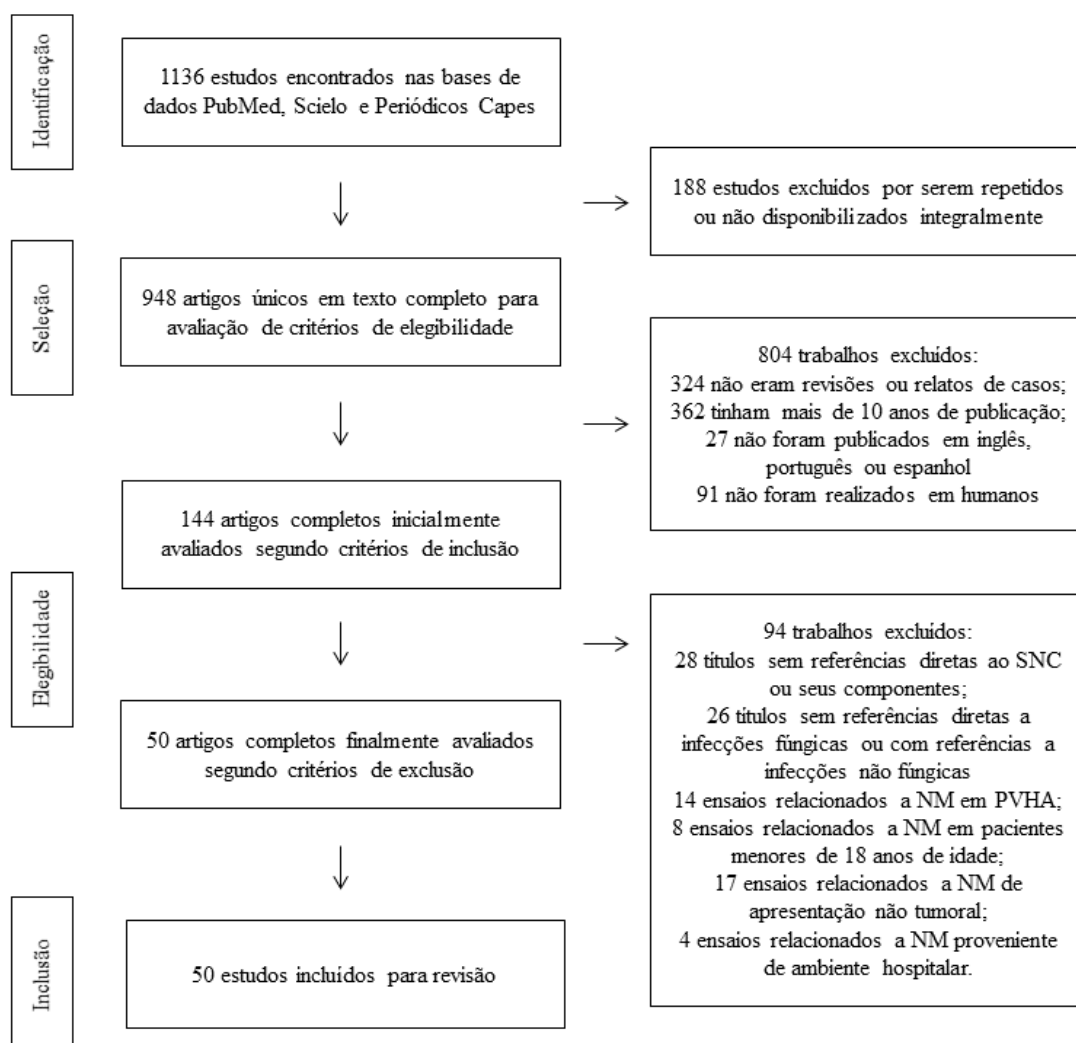 Identificação
1136 estudos encontrados nas bases de
dados PubMed, Scielo e Periódicos Capes
188 estudos excluídos por serem repetidos
ou não disponibilizados integralmente
Seleção
948 artigos únicos em texto completo para
avaliação de critérios de elegibilidade
804 trabalhos excluídos:
324 não eram revisões ou relatos de casos;
362 tinham mais de 10 anos de publicação;
27 não foram publicados em inglês,
português ou espanhol
91 não foram realizados em humanos
144 artigos completos inicialmente
avaliados segundo critérios de inclusão
Elegibilidade
94 trabalhos excluídos:
28 títulos sem referências diretas ao SNC
ou seus componentes;
26 títulos sem referências diretas a
infecções fúngicas ou com referências a
infecções não fúngicas
14 ensaios relacionados a NM em PVHA;
8 ensaios relacionados a NM em pacientes
menores de 18 anos de idade;
17 ensaios relacionados a NM de
apresentação não tumoral;
4 ensaios relacionados a NM proveniente
de ambiente hospitalar.
50 artigos completos finalmente avaliados
segundo critérios de exclusão
Inclusão
50 estudos incluídos para revisão